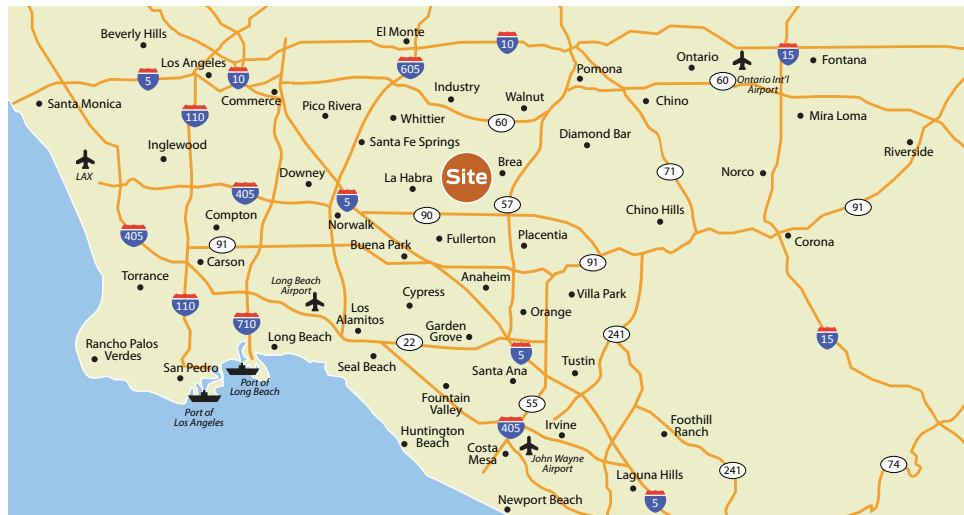 Beverly Hills
El Monte
10
15
Los Angeles
5
10
605
Pomona
Ontario
Fontana
Ontario Int'l
Airport
60
Santa Monica
Commerce
Pico Rivera
Industry
Walnut
Chino
110
Whittier
60
Mira Loma
Inglewood
Santa Fe Springs
Diamond Bar
Riverside
LAX
Downey
La Habra
Site
Brea
71
Norco
405
5
57
Compton
Norwalk
90
Chino Hills
91
405
91
Buena Park
Fullerton
Placentia
Corona
Carson
91
Torrance
Long Beach
Airport
Anaheim
Cypress
Villa Park
110
710
Los
Alamitos
Orange
Garden
Grove
241
15
Rancho Palos
Verdes
Long Beach
22
5
San Pedro
Seal Beach
Santa Ana
Tustin
Port of
Long Beach
Port of
Los Angeles
Fountain
Valley
55
Huntington
Beach
405
Irvine
Foothill
Ranch
Costa
Mesa
John Wayne
Airport
Laguna Hills
241
74
Newport Beach
5